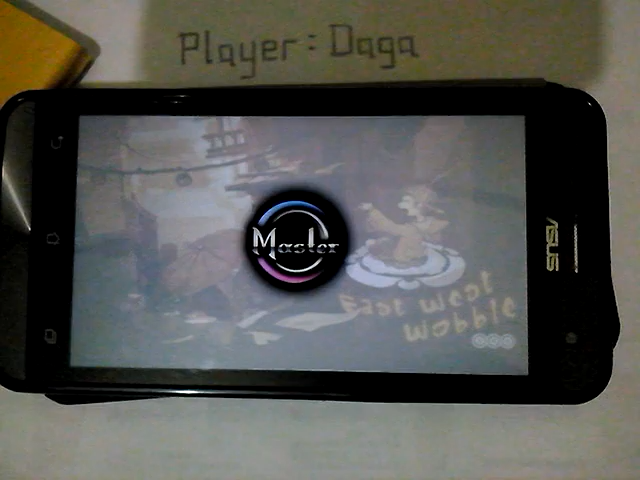 Player: Daga
Master
East West
Wobble
ASUS